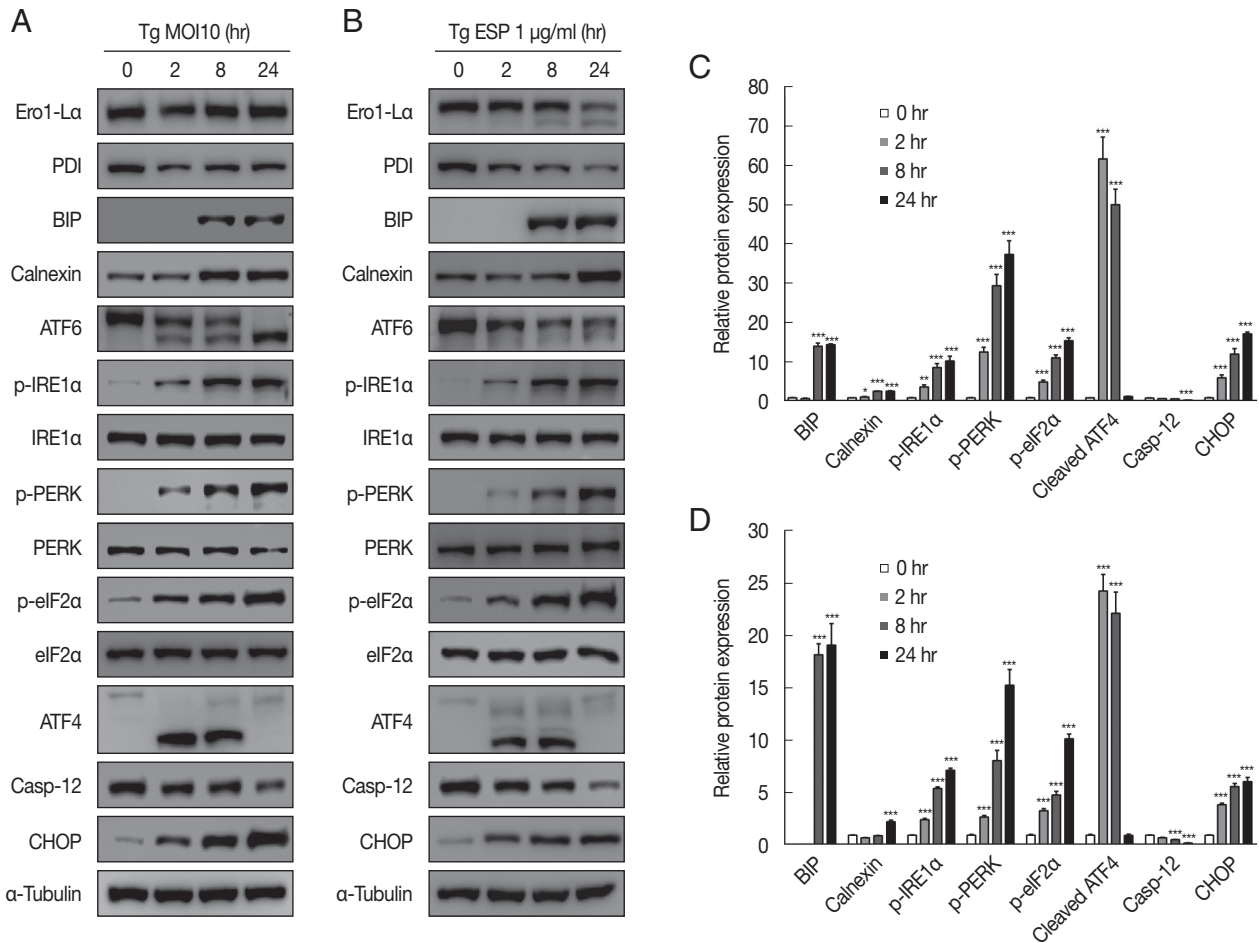 A
Tg MOI10 (hr)
0 2 8 24
Ero1-Lα
PDI
BIP
Calnexin
ATF6
p-IRE1α
IRE1α
p-PERK
PERK
p-eIF2α
eIF2α
ATF4
Casp-12
CHOP
α-Tubulin
B
Tg ESP 1 µg/ml (hr)
0 2 8 24
Ero1-Lα
PDI
BIP
Calnexin
ATF6
p-IRE1α
IRE1α
p-PERK
PERK
p-eIF2α
eIF2α
ATF4
Casp-12
CHOP
α-Tubulin
C
Relative protein expression
80
70
60
50
40
30
20
10
0
0 hr
2 hr
8 hr
24 hr
*** ***
* *** ***
** *** ***
*** *** ***
*** *** ***
*** ***
***
*** *** ***
BIP
Calnexin
p-IRE1α
p-PERK
p-eIF2α
Cleaved ATF4
Casp-12
CHOP
D
Relative protein expression
30
25
20
15
10
5
0
0 hr
2 hr
8 hr
24 hr
*** ***
***
*** *** ***
*** *** ***
*** *** ***
*** ***
*** ***
*** *** ***
BIP
Calnexin
p-IRE1α
p-PERK
p-eIF2α
Cleaved ATF4
Casp-12
CHOP